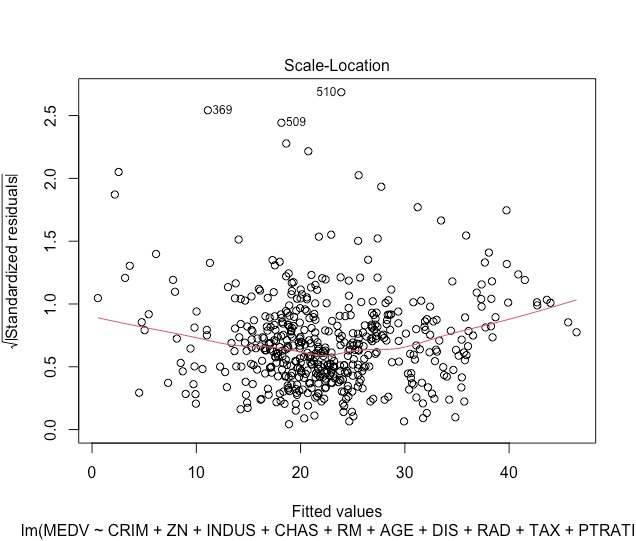 Scale-Location
510
369
509
√|Standardized residuals|
0.0
0.5
1.0
1.5
2.0
2.5
0 10 20 30 40
Fitted values
lm(MEDV ~ CRIM + ZN + INDUS + CHAS + RM + AGE + DIS + RAD + TAX + PTRATI